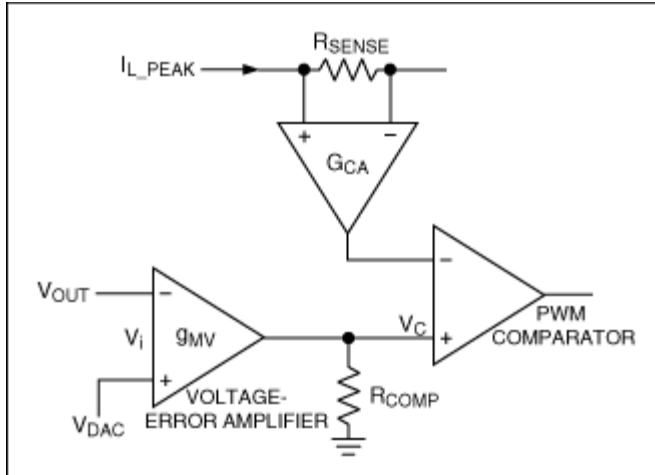 R_SENSE
I_L_PEAK
+ −
G_CA
−
V_OUT
−
PWM
COMPARATOR
V_i
g_MV
V_C
+
+
VOLTAGE-
ERROR AMPLIFIER
R_COMP
V_DAC